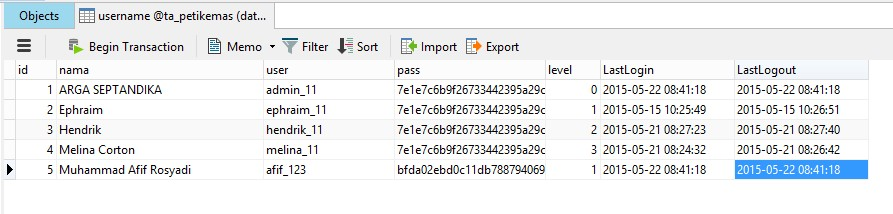 Objects username @ta_petikemas (dat...
Begin Transaction Memo Filter Sort Import Export
id nama user pass level LastLogin LastLogout
1 ARGA SEPTANDIKA admin_11 7e1e7c6b9f26733442395a29c 0 2015-05-22 08:41:18 2015-05-22 08:41:18
2 Ephraim ephraim_11 7e1e7c6b9f26733442395a29c 1 2015-05-15 10:25:49 2015-05-15 10:26:51
3 Hendrik hendrik_11 7e1e7c6b9f26733442395a29c 2 2015-05-21 08:27:23 2015-05-21 08:27:40
4 Melina Corton melina_11 7e1e7c6b9f26733442395a29c 3 2015-05-21 08:24:32 2015-05-21 08:26:42
5 Muhammad Afif Rosyadi afif_123 bfda02ebd0c11db788794069 1 2015-05-22 08:41:18 2015-05-22 08:41:18